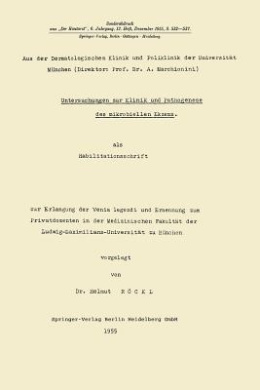 Sonderdruck
aus „Der Hautarzt“, 6. Jahrgang, 12. Heft, Dezember 1955, S.
Springer-Verlag, Berlin · Göttingen · Heidelberg
Aus der Dermatologischen Klinik und Poliklinik der Universität
München (Direktor: Prof. Dr. A. Marchionini)
Untersuchungen zur Klinik und Pathogenese
des mikrobiellen Ekzems.
als
Habilitationsschrift
zur Erlangung der Venia legendi und Ernennung zum
Privatdozenten in der Medizinischen Fakultät der
Ludwig-Maximilians-Universität zu München
vorgelegt
von
Dr. Helmut R Ö C K L
Springer-Verlag Berlin Heidelberg GmbH
1955